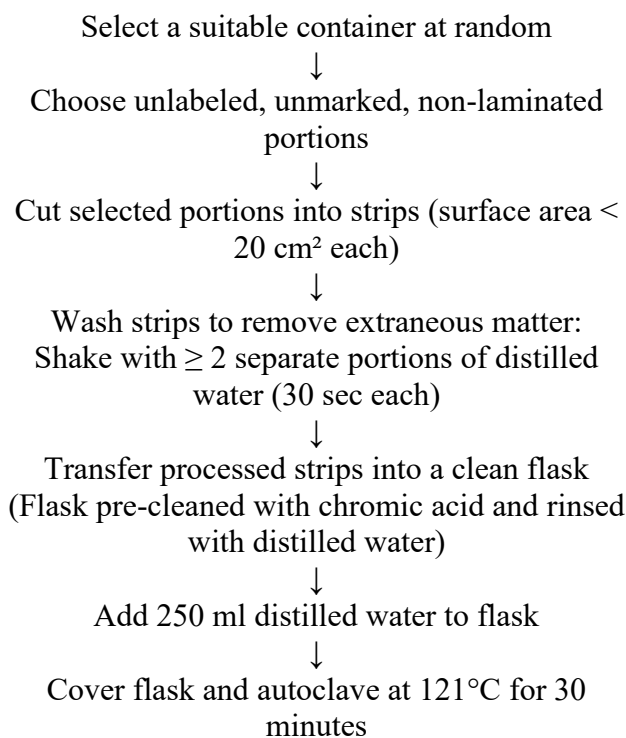 Select a suitable container at random
↓
Choose unlabeled, unmarked, non-laminated
portions
↓
Cut selected portions into strips (surface area <
20 cm² each)
↓
Wash strips to remove extraneous matter:
Shake with ≥ 2 separate portions of distilled
water (30 sec each)
↓
Transfer processed strips into a clean flask
(Flask pre-cleaned with chromic acid and rinsed
with distilled water)
↓
Add 250 ml distilled water to flask
↓
Cover flask and autoclave at 121°C for 30
minutes